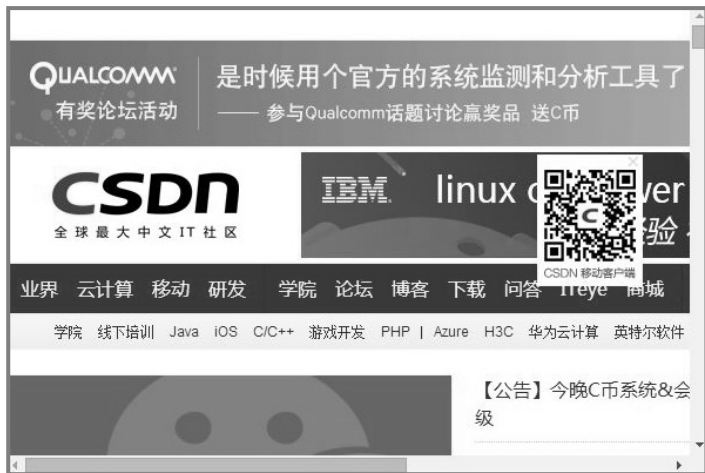 QUALCOMM
有奖论坛活动
是时候用个官方的系统监测和分析工具了
—— 参与Qualcomm话题讨论赢奖品 送C币
CSDN
全球最大中文IT社区
IBM.
linux
验
CSDN 移动客户端
业界 云计算 移动 研发 学院 论坛 博客 下载 问答 iTeye 商城
学院 线下培训 Java iOS C/C++ 游戏开发 PHP | Azure H3C 华为云计算 英特尔软件
【公告】今晚C币系统&会
级